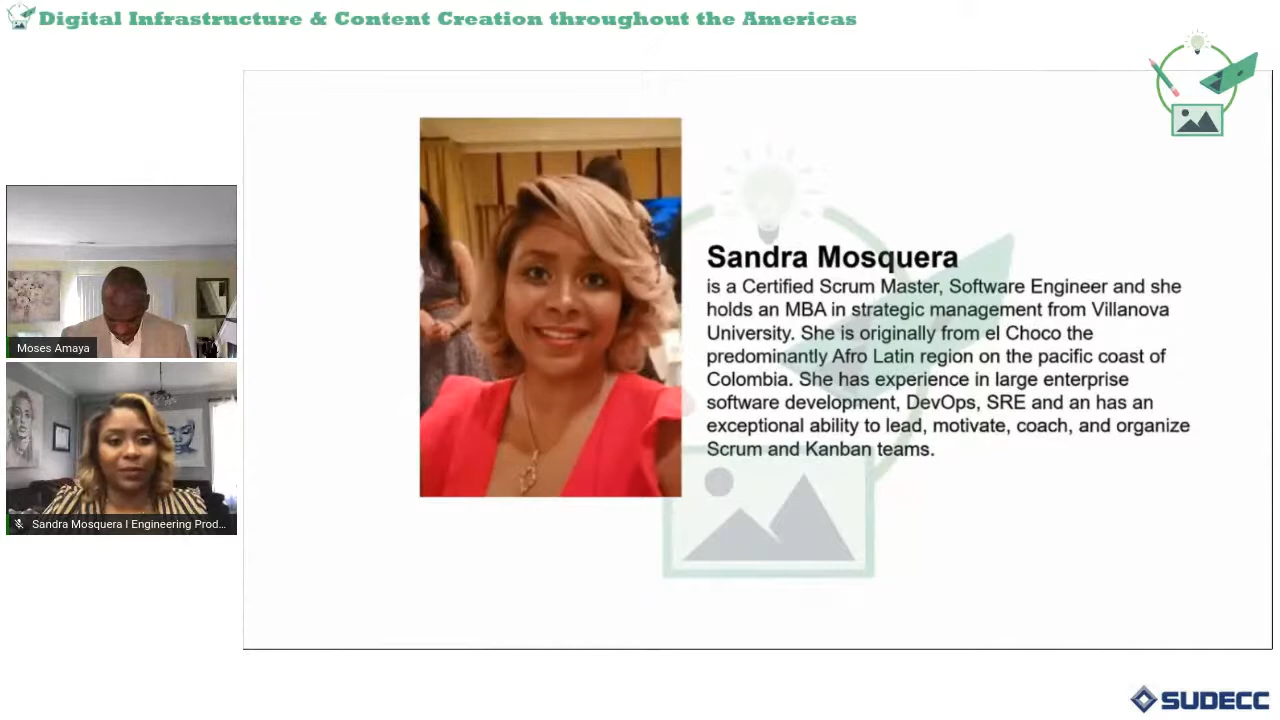 Digital Infrastructure & Content Creation throughout the Americas
Sandra Mosquera
is a Certified Scrum Master, Software Engineer and she
holds an MBA in strategic management from Villanova
University. She is originally from el Choco the
predominantly Afro Latin region on the pacific coast of
Colombia. She has experience in large enterprise
software development, DevOps, SRE and an has an
exceptional ability to lead, motivate, coach, and organize
Scrum and Kanban teams.
Moses Amaya
Sandra Mosquera I Engineering Prod...
SUDECC